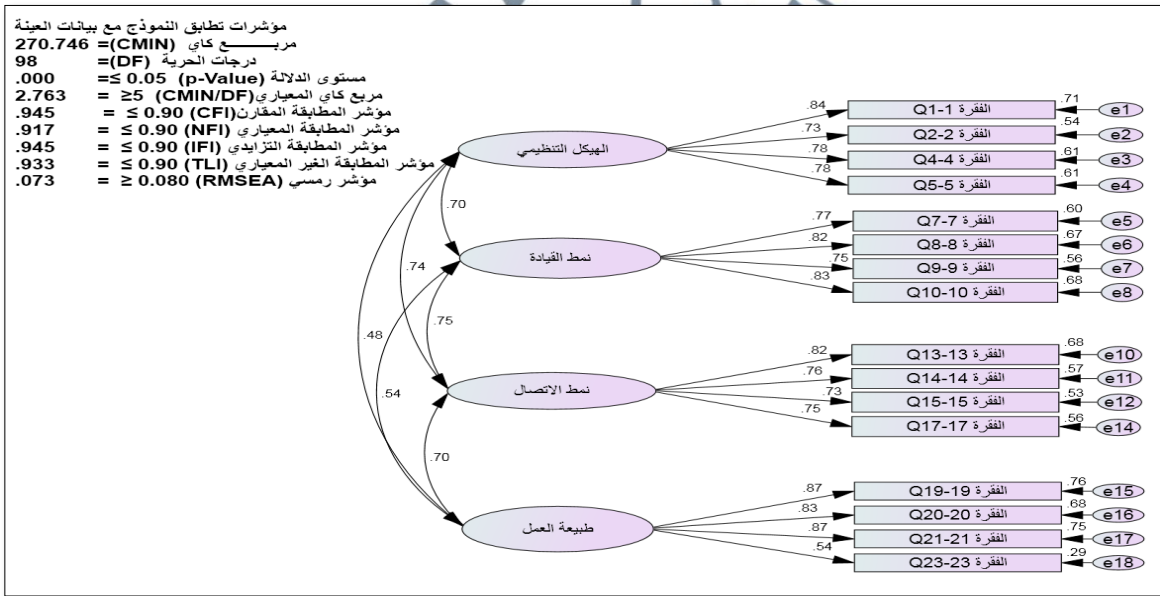 مؤشرات تطابق النموذج مع بيانات العينة
مربـــــــــع كاي (CMIN)= 270.746
درجات الحرية (DF)= 98
مستوى الدلالة (p-Value) 0.05 ≥= .000
مربع كاي المعياري(CMIN/DF) 5≤ = 2.763
مؤشر المطابقة المقارن(CFI) 0.90 ≥ = .945
مؤشر المطابقة المعياري (NFI) 0.90 ≥ = .917
مؤشر المطابقة التزايدي (IFI) 0.90 ≥ = .945
مؤشر المطابقة الغير المعياري (TLI) 0.90 ≥ = .933
مؤشر رمسي (RMSEA) 0.080 ≤ = .073
الهيكل التنظيمي
.84 الفقرة Q1-1 .71 e1
.73 الفقرة Q2-2 .54 e2
.78 الفقرة Q4-4 .61 e3
.78 الفقرة Q5-5 .61 e4
.70
نمط القيادة
.77 الفقرة Q7-7 .60 e5
.82 الفقرة Q8-8 .67 e6
.75 الفقرة Q9-9 .56 e7
.83 الفقرة Q10-10 .68 e8
.74
.75
.48
.54
نمط الاتصال
.82 الفقرة Q13-13 .68 e10
.76 الفقرة Q14-14 .57 e11
.73 الفقرة Q15-15 .53 e12
.75 الفقرة Q17-17 .56 e14
.70
طبيعة العمل
.87 الفقرة Q19-19 .76 e15
.83 الفقرة Q20-20 .68 e16
.87 الفقرة Q21-21 .75 e17
.54 الفقرة Q23-23 .29 e18